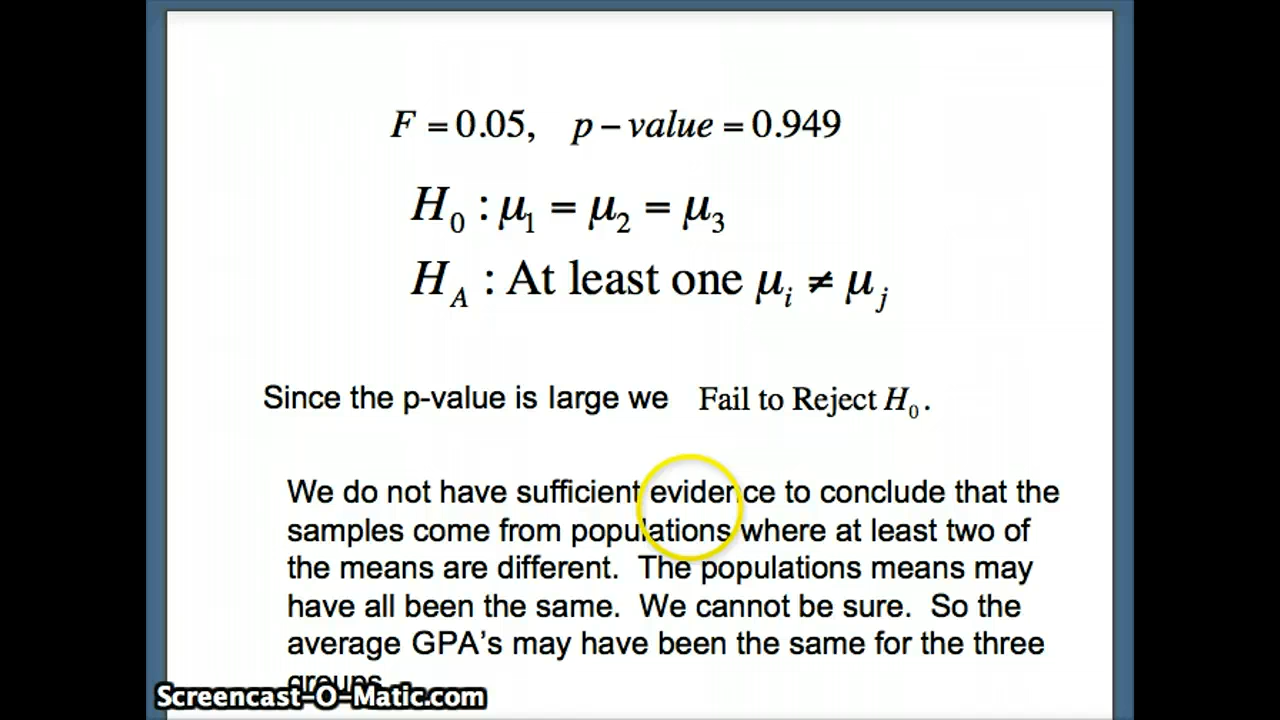 F = 0.05, p – value = 0.949
H₀ : μ₁ = μ₂ = μ₃
H_A : At least one μᵢ ≠ μⱼ
Since the p-value is large we Fail to Reject H₀.
We do not have sufficient evidence to conclude that the
samples come from populations where at least two of
the means are different. The populations means may
have all been the same. We cannot be sure. So the
average GPA's may have been the same for the three
groups.
Screencast-O-Matic.com